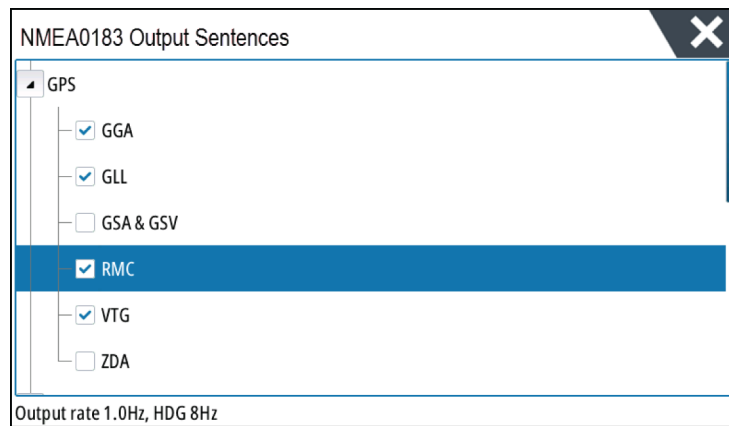 NMEA0183 Output Sentences
GPS
GGA
GLL
GSA & GSV
RMC
VTG
ZDA
Output rate 1.0Hz, HDG 8Hz